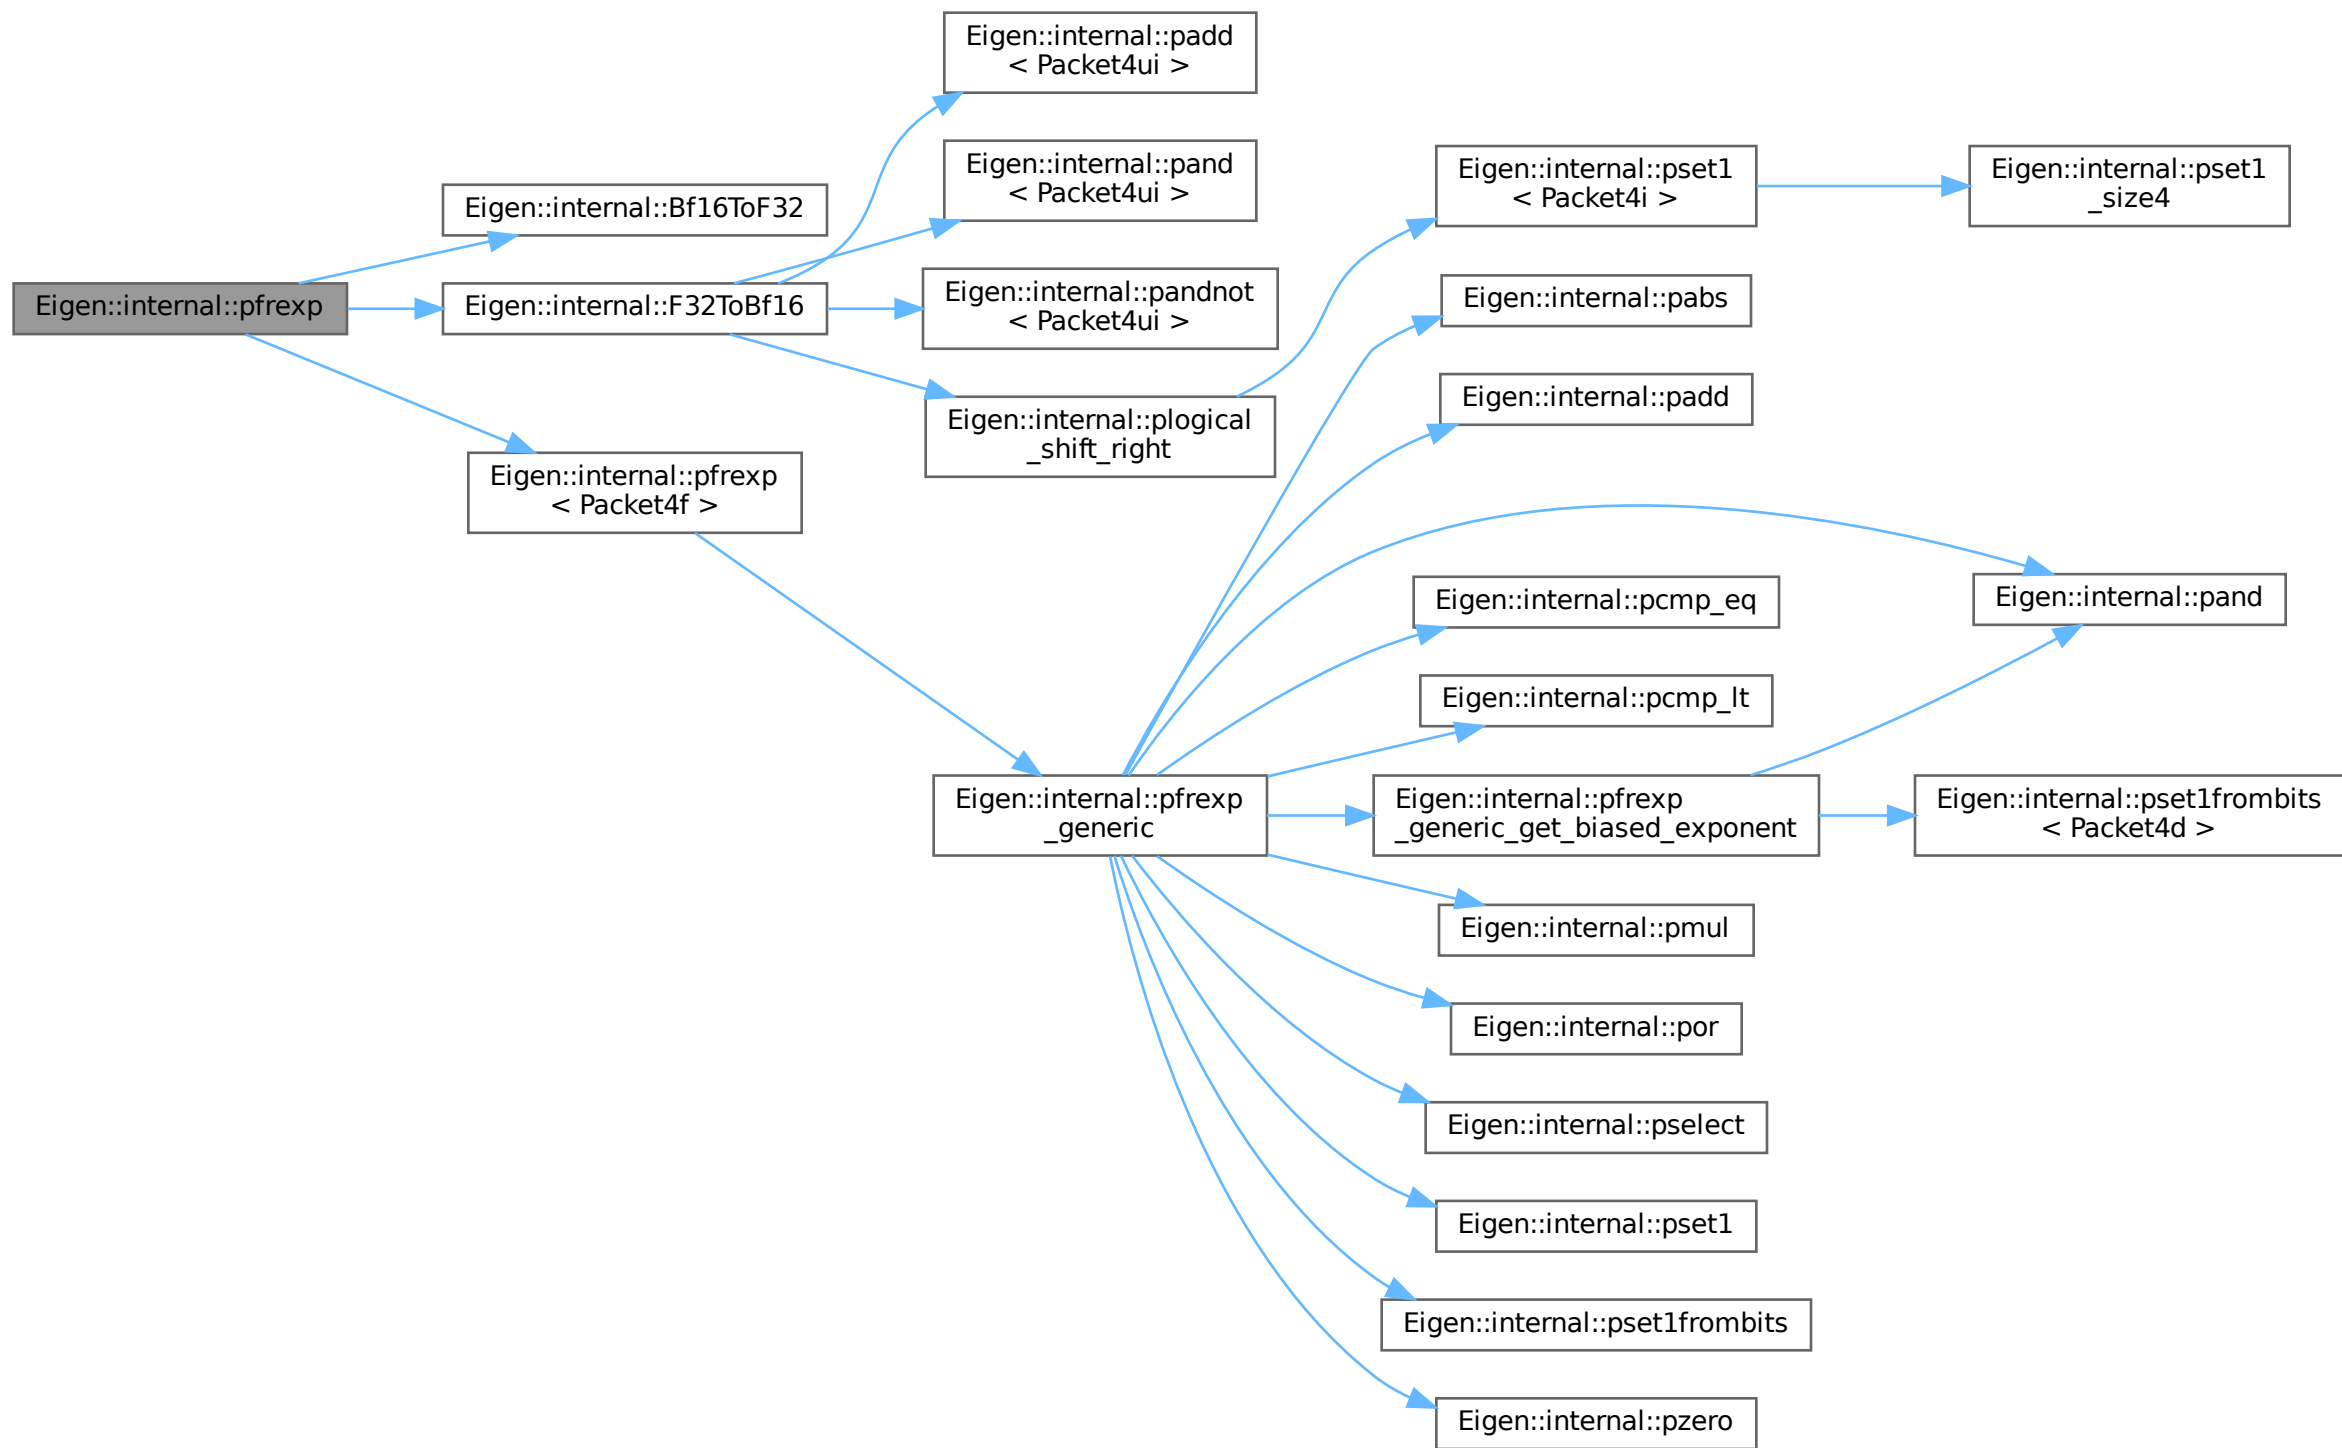 Eigen::internal::pfrexp
Eigen::internal::Bf16ToF32
Eigen::internal::F32ToBf16
Eigen::internal::pfrexp
< Packet4f >
Eigen::internal::padd
< Packet4ui >
Eigen::internal::pand
< Packet4ui >
Eigen::internal::pandnot
< Packet4ui >
Eigen::internal::plogical
_shift_right
Eigen::internal::pfrexp
_generic
Eigen::internal::pset1
< Packet4i >
Eigen::internal::pabs
Eigen::internal::padd
Eigen::internal::pcmp_eq
Eigen::internal::pcmp_lt
Eigen::internal::pfrexp
_generic_get_biased_exponent
Eigen::internal::pmul
Eigen::internal::por
Eigen::internal::pselect
Eigen::internal::pset1
Eigen::internal::pset1frombits
Eigen::internal::pzero
Eigen::internal::pset1
_size4
Eigen::internal::pand
Eigen::internal::pset1frombits
< Packet4d >